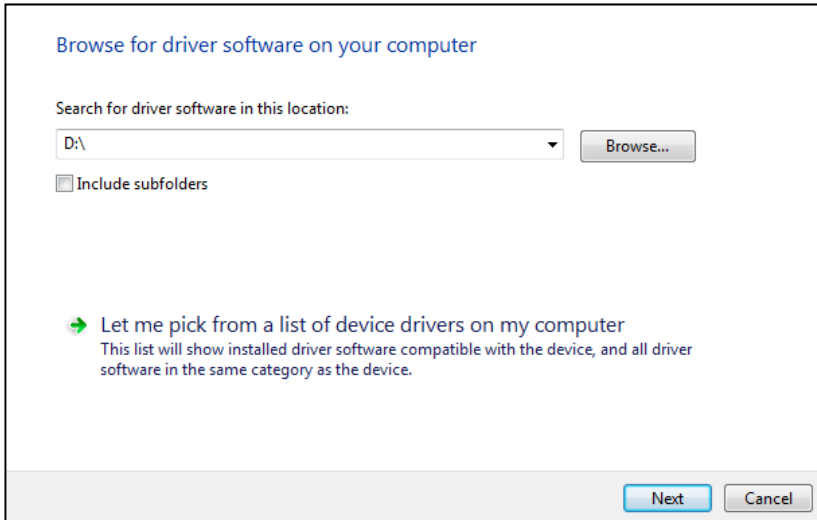 Browse for driver software on your computer
Search for driver software in this location:
D:\
Browse...
Include subfolders
Let me pick from a list of device drivers on my computer
This list will show installed driver software compatible with the device, and all driver
software in the same category as the device.
Next
Cancel